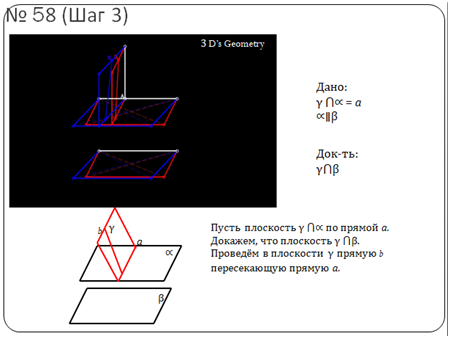 № 58 (Шаг 3)
3 D's Geometry
A
Дано:
γ ⋂∝ = a
∝∥β
Док-ть:
γ⋂β
b
γ
a
∝
β
Пусть плоскость γ ⋂∝ по прямой a.
Докажем, что плоскость γ ⋂β.
Проведём в плоскости γ прямую b
пересекающую прямую a.